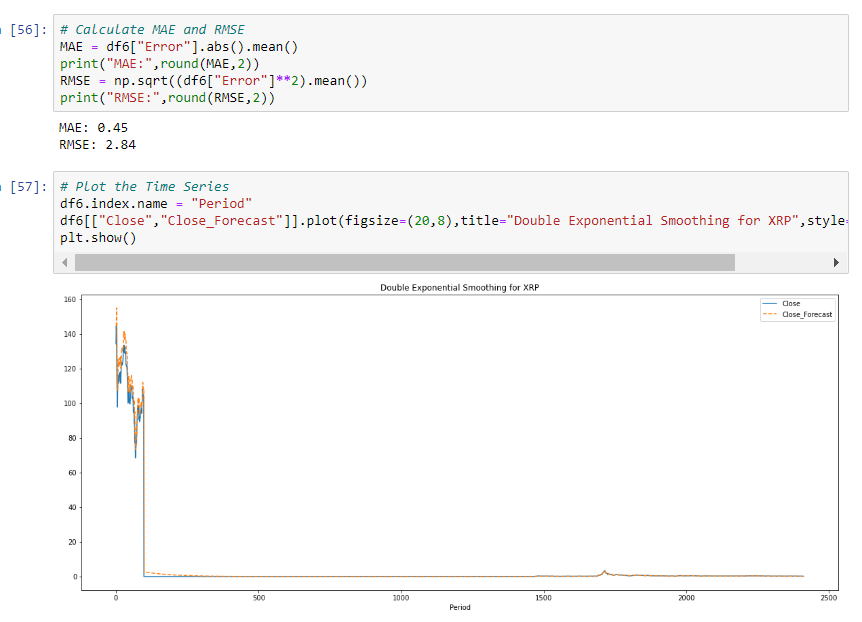 [56]:
# Calculate MAE and RMSE
MAE = df6["Error"].abs().mean()
print("MAE:",round(MAE,2))
RMSE = np.sqrt((df6["Error"]**2).mean())
print("RMSE:",round(RMSE,2))
MAE: 0.45
RMSE: 2.84
[57]:
# Plot the Time Series
df6.index.name = "Period"
df6[["Close","Close_Forecast"]].plot(figsize=(20,8),title="Double Exponential Smoothing for XRP",style=
plt.show()
Double Exponential Smoothing for XRP
Close
Close_Forecast
160
140
120
100
80
60
40
20
0
0 500 1000 1500 2000 2500
Period